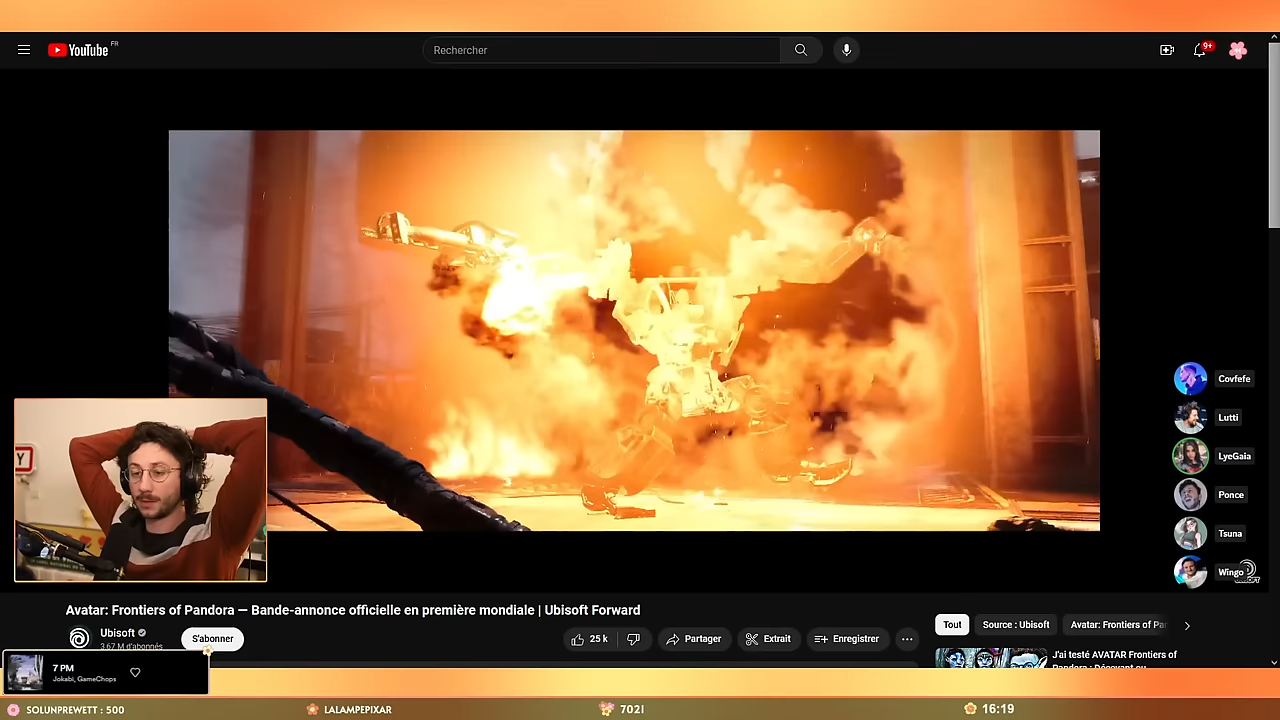 YouTube FR
Rechercher
9+
Covfefe
Lutti
LyeGaia
Ponce
Tsuna
Wingo
Y
Avatar: Frontiers of Pandora — Bande-annonce officielle en première mondiale | Ubisoft Forward
Ubisoft
3,67 M d'abonnés
S'abonner
25 k
Partager
Extrait
Enregistrer
Tout
Source : Ubisoft
Avatar: Frontiers of Par
J'ai testé AVATAR Frontiers of
Pandora : Décevant ou
7 PM
Jokabi, GameChops
SOLUNPREWETT : 500
LALAMPEPIXAR
7021
16:19